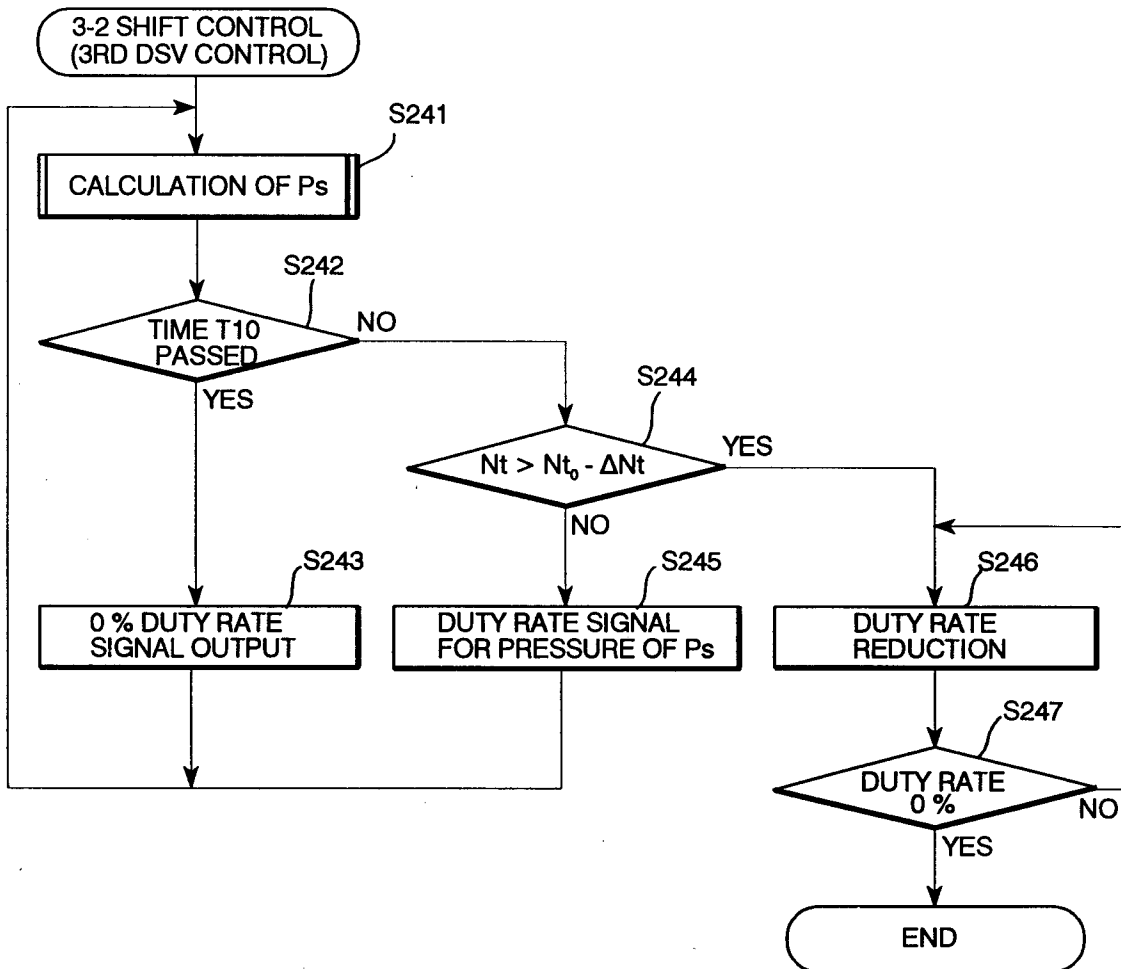 3-2 SHIFT CONTROL
(3RD DSV CONTROL)
S241
CALCULATION OF Ps
S242
TIME T10
PASSED
NO
YES
S244
Nt > Nt₀ - ΔNt
YES
NO
S243
0 % DUTY RATE
SIGNAL OUTPUT
S245
DUTY RATE SIGNAL
FOR PRESSURE OF Ps
S246
DUTY RATE
REDUCTION
S247
DUTY RATE
0 %
NO
YES
END